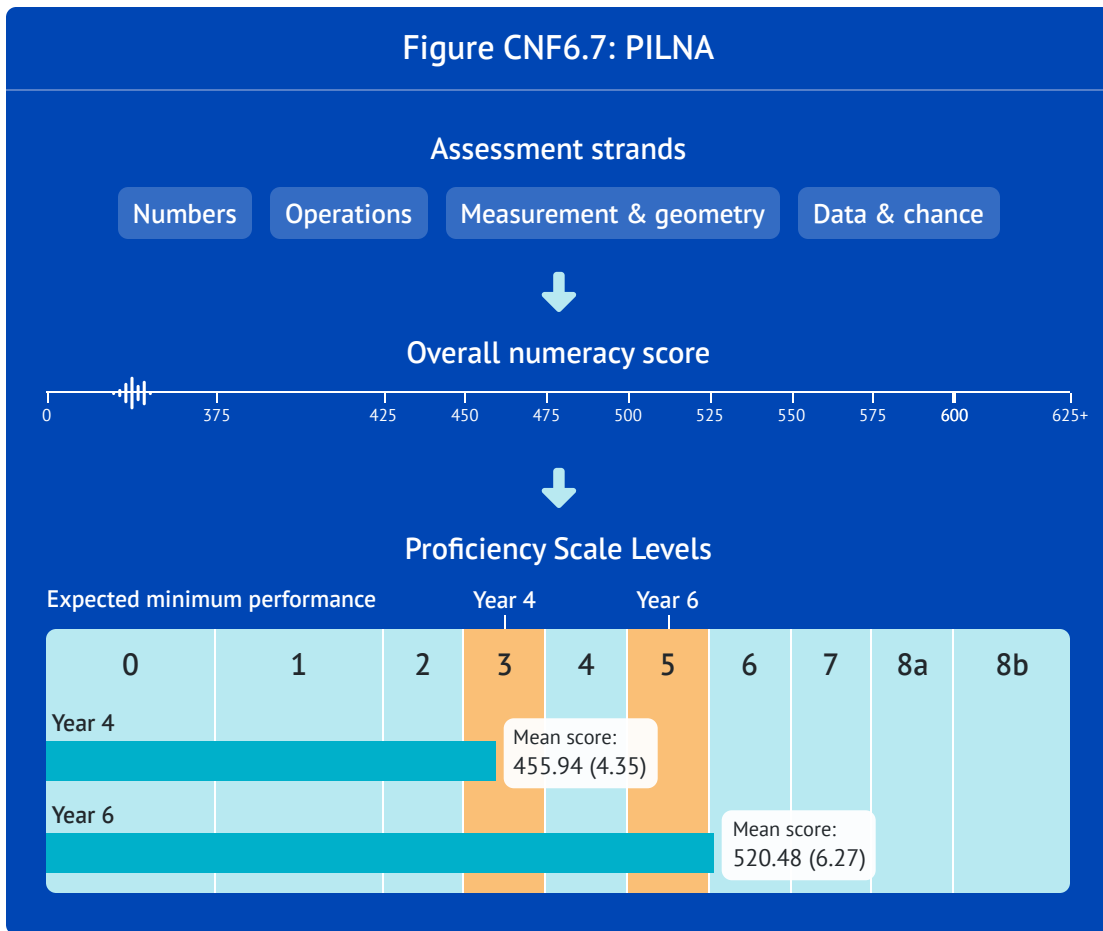 Figure CNF6.7: PILNA
Assessment strands
Numbers
Operations
Measurement & geometry
Data & chance
Overall numeracy score
0 375 425 450 475 500 525 550 575 600 625+
Proficiency Scale Levels
Expected minimum performance
Year 4
Year 6
0 1 2 3 4 5 6 7 8a 8b
Year 4
Mean score:
455.94 (4.35)
Year 6
Mean score:
520.48 (6.27)